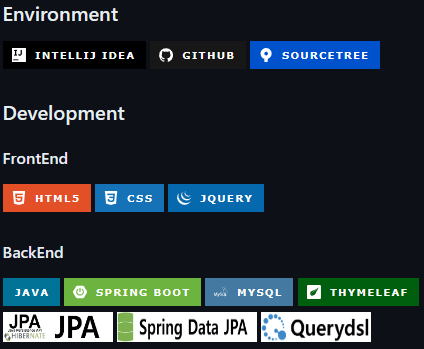 Environment
INTELLIJ IDEA GITHUB SOURCETREE
Development
FrontEnd
HTML5 CSS JQUERY
BackEnd
JAVA SPRING BOOT MySQL MYSQL THYMELEAF
JPA HIBERNATE JPA Spring Data JPA Querydsl